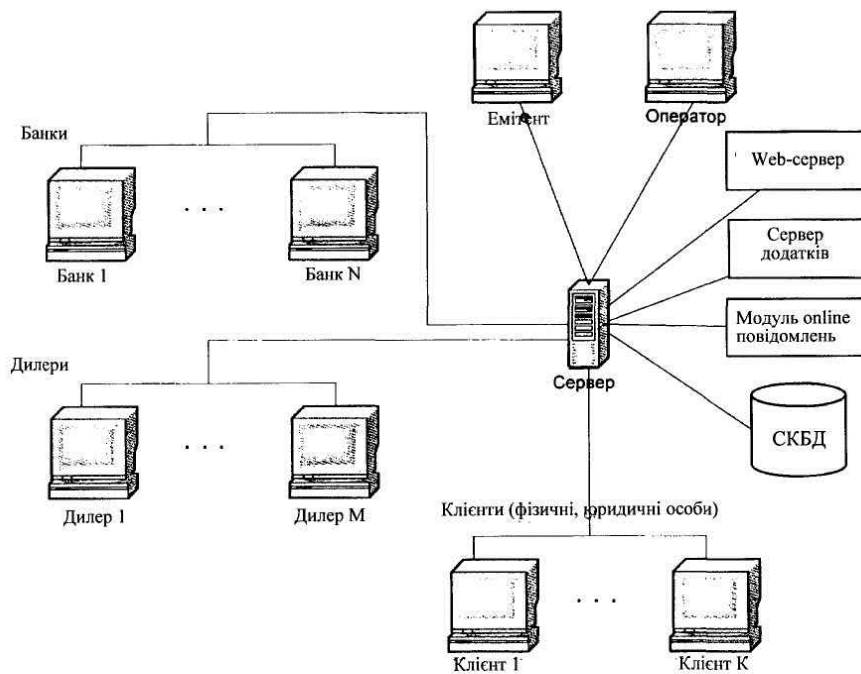 Емітент
Оператор
Банки
Web-сервер
. . .
Сервер
додатків
Банк 1
Банк N
Модуль online
повідомлень
Дилери
Сервер
СКБД
. . .
Дилер 1
Дилер M
Клієнти (фізичні, юридичні особи)
. . .
Клієнт 1
Клієнт K